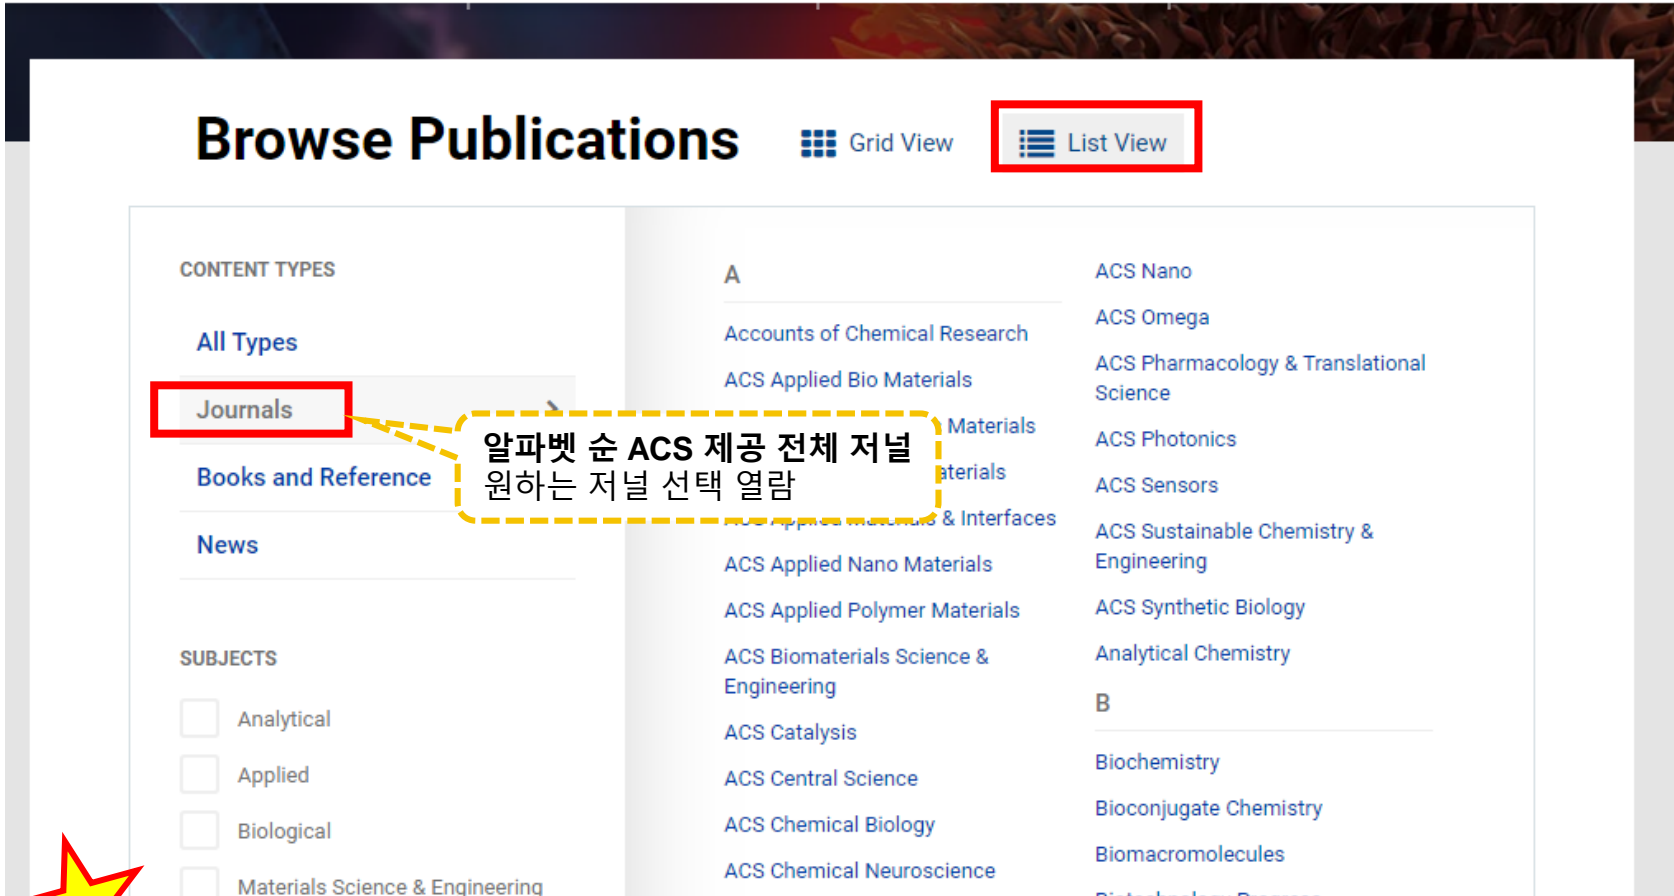 Browse Publications
Grid View
List View
CONTENT TYPES
All Types
Journals
Books and Reference
News
SUBJECTS
Analytical
Applied
Biological
Materials Science & Engineering
알파벳 순 ACS 제공 전체 저널
원하는 저널 선택 열람
A
Accounts of Chemical Research
ACS Applied Bio Materials
Materials
ACS Applied Materials & Interfaces
ACS Applied Nano Materials
ACS Applied Polymer Materials
ACS Biomaterials Science &
Engineering
ACS Catalysis
ACS Central Science
ACS Chemical Biology
ACS Chemical Neuroscience
ACS Nano
ACS Omega
ACS Pharmacology & Translational
Science
ACS Photonics
ACS Sensors
ACS Sustainable Chemistry &
Engineering
ACS Synthetic Biology
Analytical Chemistry
B
Biochemistry
Bioconjugate Chemistry
Biomacromolecules